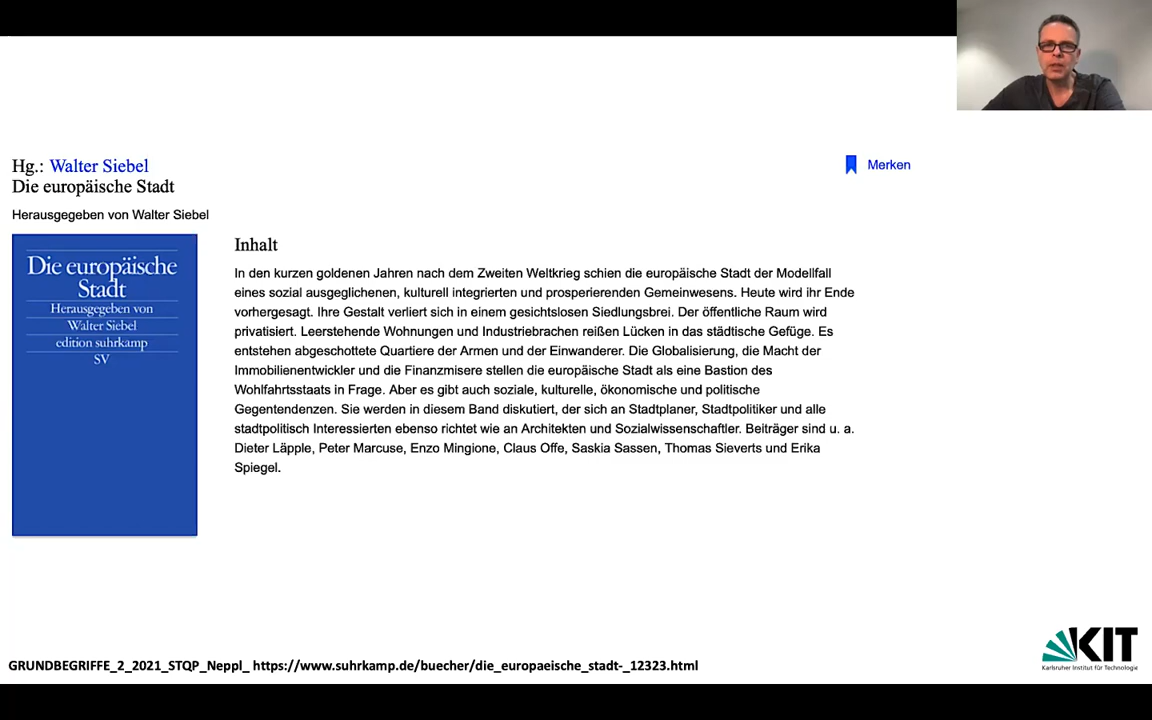 Hg.: Walter Siebel
Die europäische Stadt
Merken
Herausgegeben von Walter Siebel
Die europäische
Stadt
Herausgegeben von
Walter Siebel
edition suhrkamp
SV
Inhalt
In den kurzen goldenen Jahren nach dem Zweiten Weltkrieg schien die europäische Stadt der Modellfall
eines sozial ausgeglichenen, kulturell integrierten und prosperierenden Gemeinwesens. Heute wird ihr Ende
vorhergesagt. Ihre Gestalt verliert sich in einem gesichtslosen Siedlungsbrei. Der öffentliche Raum wird
privatisiert. Leerstehende Wohnungen und Industriebrachen reißen Lücken in das städtische Gefüge. Es
entstehen abgeschottete Quartiere der Armen und der Einwanderer. Die Globalisierung, die Macht der
Immobilienentwickler und die Finanzmisere stellen die europäische Stadt als eine Bastion des
Wohlfahrtsstaats in Frage. Aber es gibt auch soziale, kulturelle, ökonomische und politische
Gegentendenzen. Sie werden in diesem Band diskutiert, der sich an Stadtplaner, Stadtpolitiker und alle
stadtpolitisch Interessierten ebenso richtet wie an Architekten und Sozialwissenschaftler. Beiträger sind u. a.
Dieter Läpple, Peter Marcuse, Enzo Mingione, Claus Offe, Saskia Sassen, Thomas Sieverts und Erika
Spiegel.
KIT
Karlsruher Institut für Technologie
GRUNDBEGRIFFE_2_2021_STQP_Neppl_ https://www.suhrkamp.de/buecher/die_europaeische_stadt-_12323.html